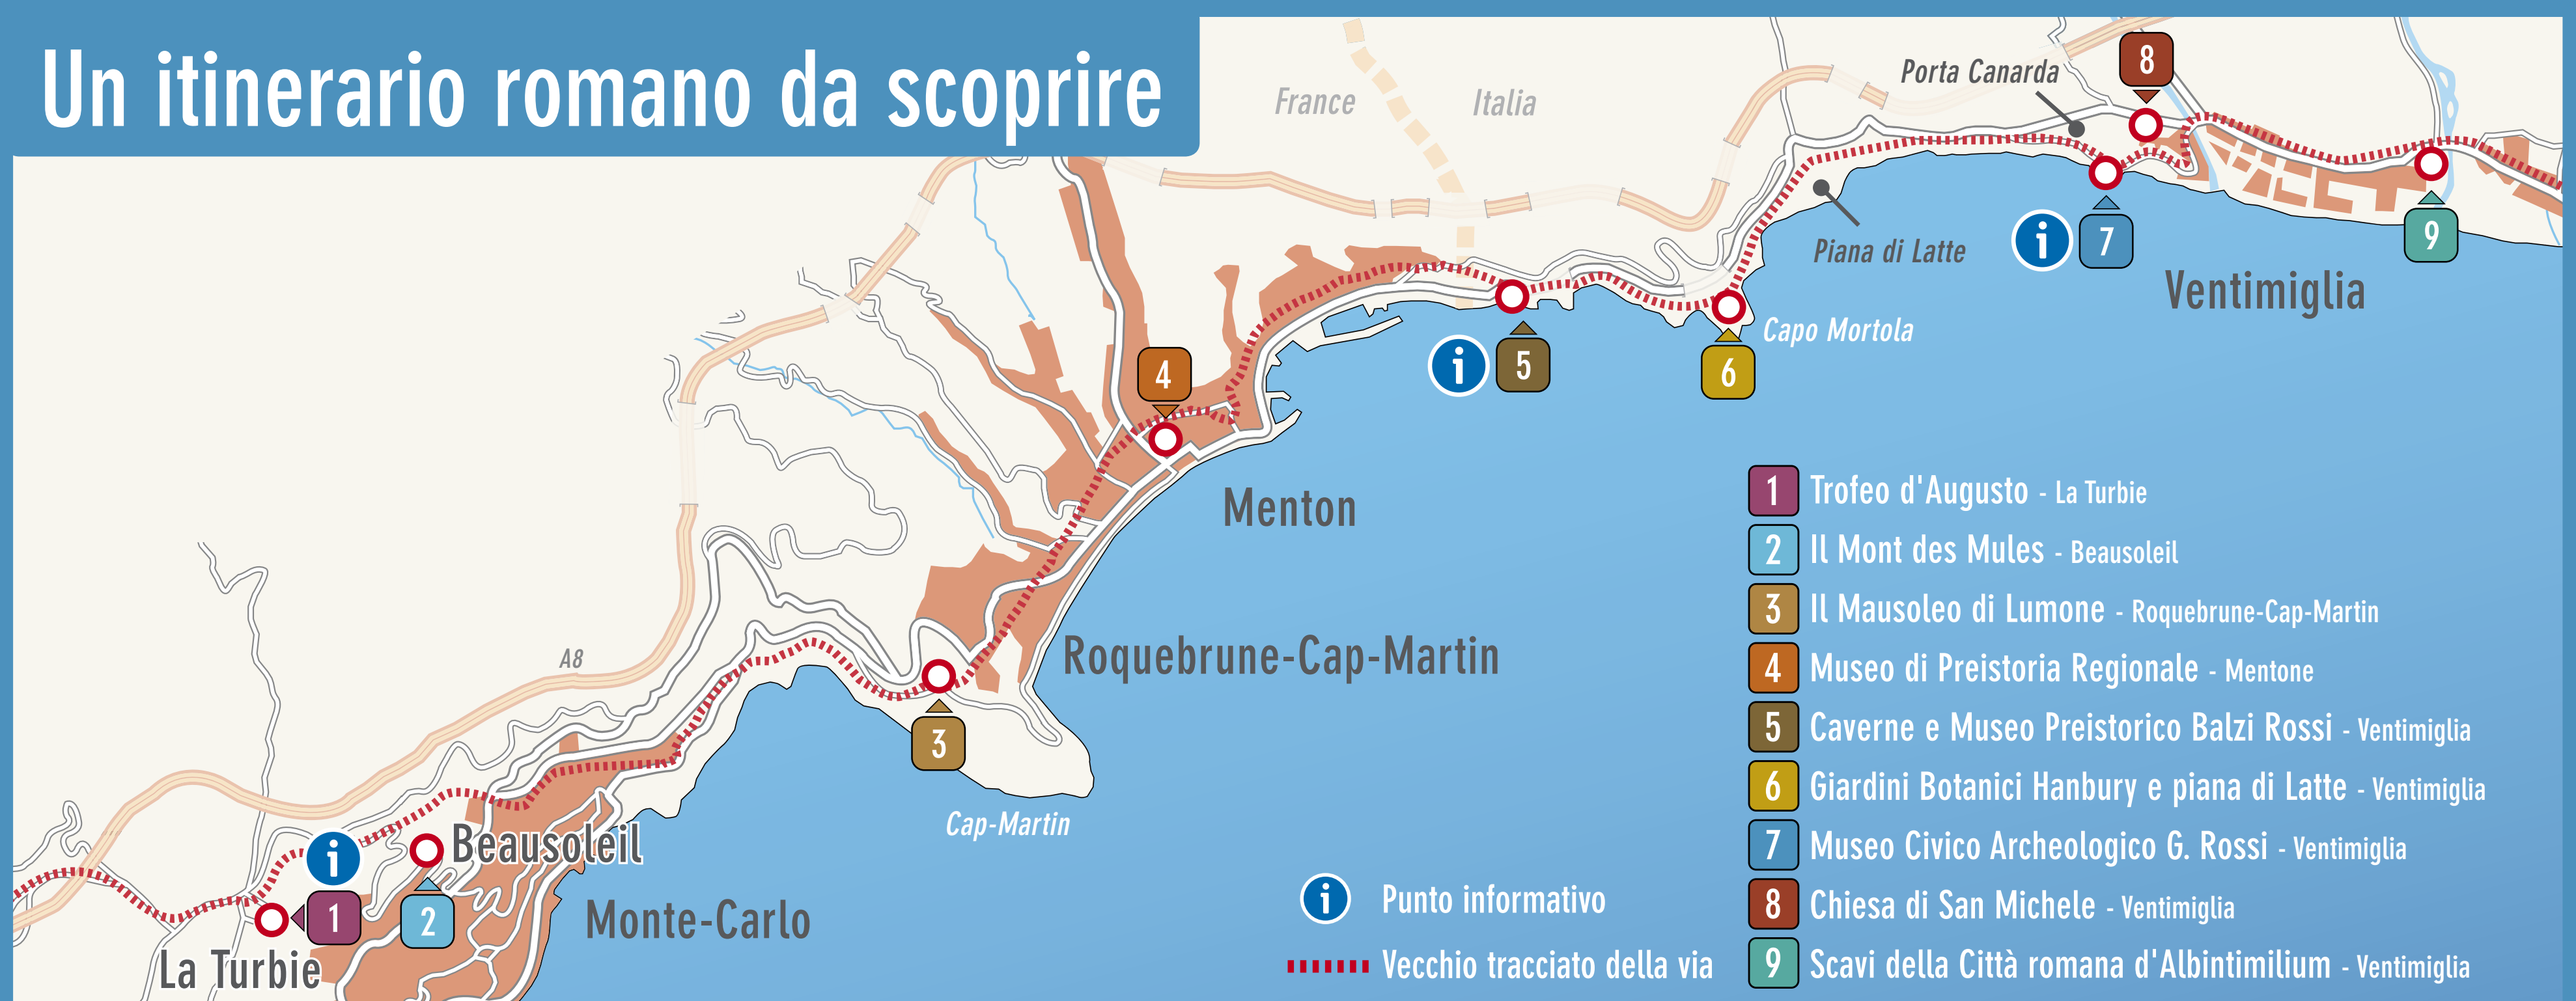 Un itinerario romano da scoprire
France
Italia
Porta Canarda
8
9
7
Piana di Latte
Ventimiglia
Capo Mortola
4
5
6
Menton
Roquebrune-Cap-Martin
A8
3
Cap-Martin
Beausoleil
1
2
Monte-Carlo
La Turbie
1 Trofeo d'Augusto - La Turbie
2 Il Mont des Mules - Beausoleil
3 Il Mausoleo di Lumone - Roquebrune-Cap-Martin
4 Museo di Preistoria Regionale - Mentone
5 Caverne e Museo Preistorico Balzi Rossi - Ventimiglia
6 Giardini Botanici Hanbury e piana di Latte - Ventimiglia
7 Museo Civico Archeologico G. Rossi - Ventimiglia
8 Chiesa di San Michele - Ventimiglia
9 Scavi della Città romana d'Albintimilium - Ventimiglia
i Punto informativo
Vecchio tracciato della via